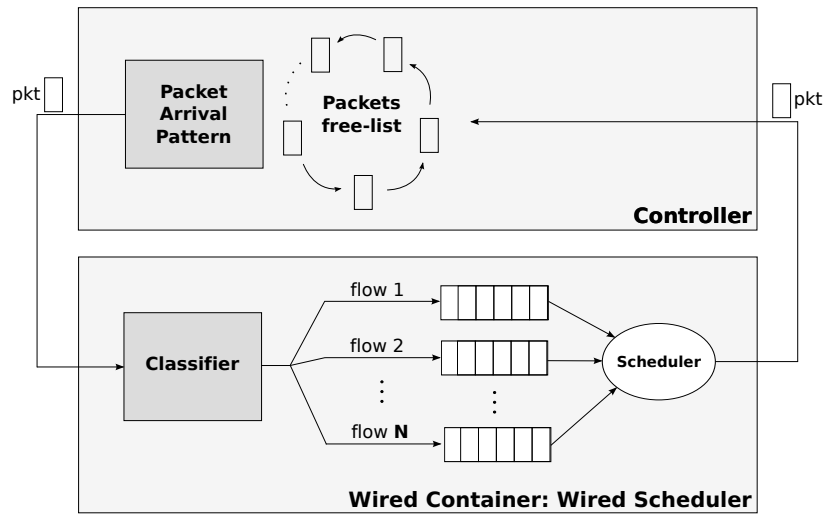 pkt
Packet
Arrival
Pattern
Packets
free-list
pkt
Controller
Classifier
flow 1
flow 2
flow N
Scheduler
Wired Container: Wired Scheduler